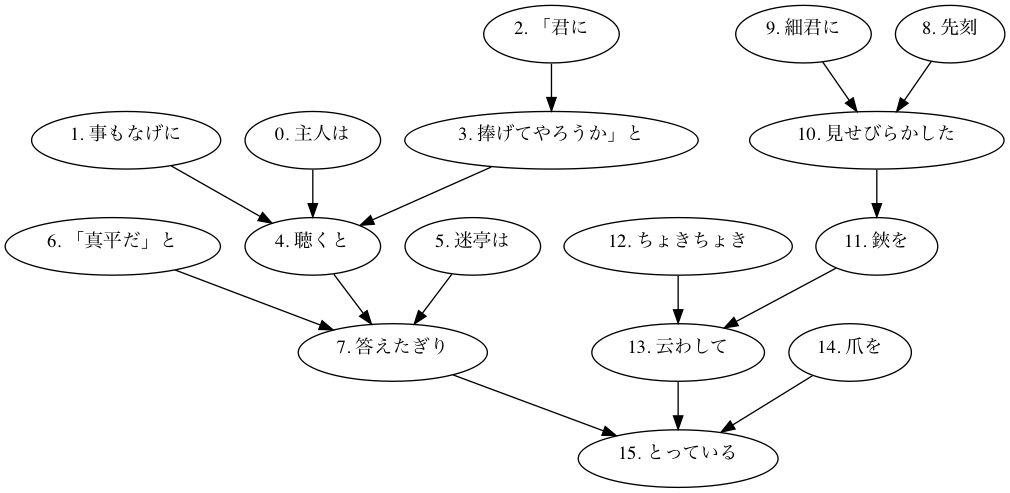 2. 「君に
9. 細君に
8. 先刻
1. 事もなげに
0. 主人は
3. 捧げてやろうか」と
10. 見せびらかした
6. 「真平だ」と
4. 聴くと
5. 迷亭は
12. ちょきちょき
11. 鋏を
7. 答えたぎり
13. 云わして
14. 爪を
15. とっている